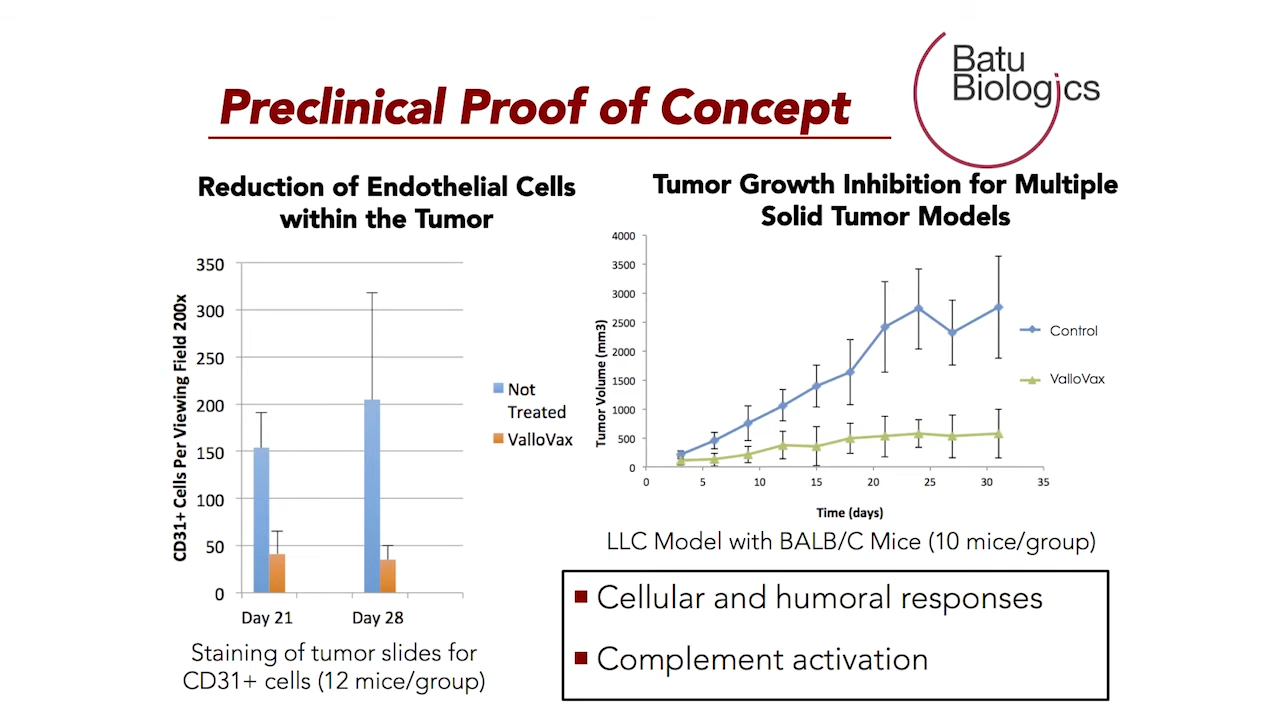 Batu
Biologics
Preclinical Proof of Concept
Reduction of Endothelial Cells
within the Tumor
CD31+ Cells Per Viewing Field 200x
350
300
250
200
150
100
50
0
Day 21
Day 28
Not
Treated
ValloVax
Staining of tumor slides for
CD31+ cells (12 mice/group)
Tumor Growth Inhibition for Multiple
Solid Tumor Models
Tumor Volume (mm3)
4000
3500
3000
2500
2000
1500
1000
500
0
0
5
10
15
20
25
30
35
Time (days)
Control
ValloVax
LLC Model with BALB/C Mice (10 mice/group)
Cellular and humoral responses
Complement activation